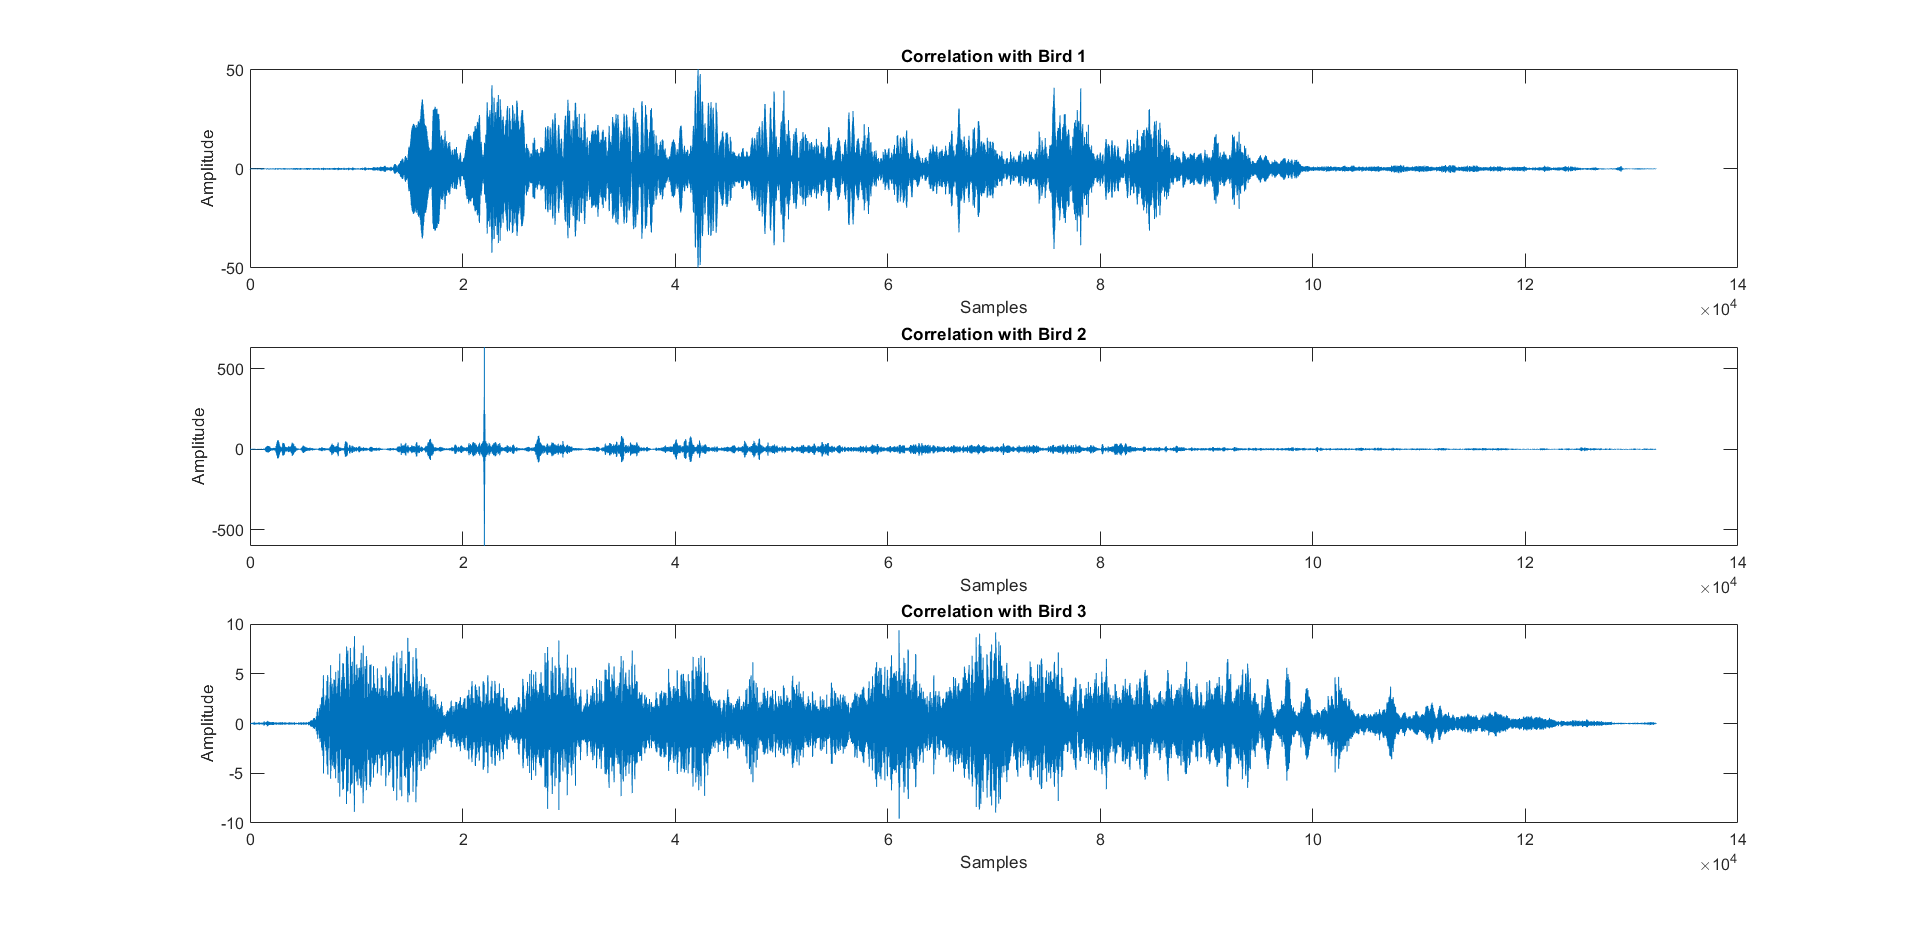 Correlation with Bird 1
50
0
-50
Amplitude
0 2 4 6 8 10 12 14
Samples
×10^4
Correlation with Bird 2
500
0
-500
Amplitude
0 2 4 6 8 10 12 14
Samples
×10^4
Correlation with Bird 3
10
5
0
-5
-10
Amplitude
0 2 4 6 8 10 12 14
Samples
×10^4